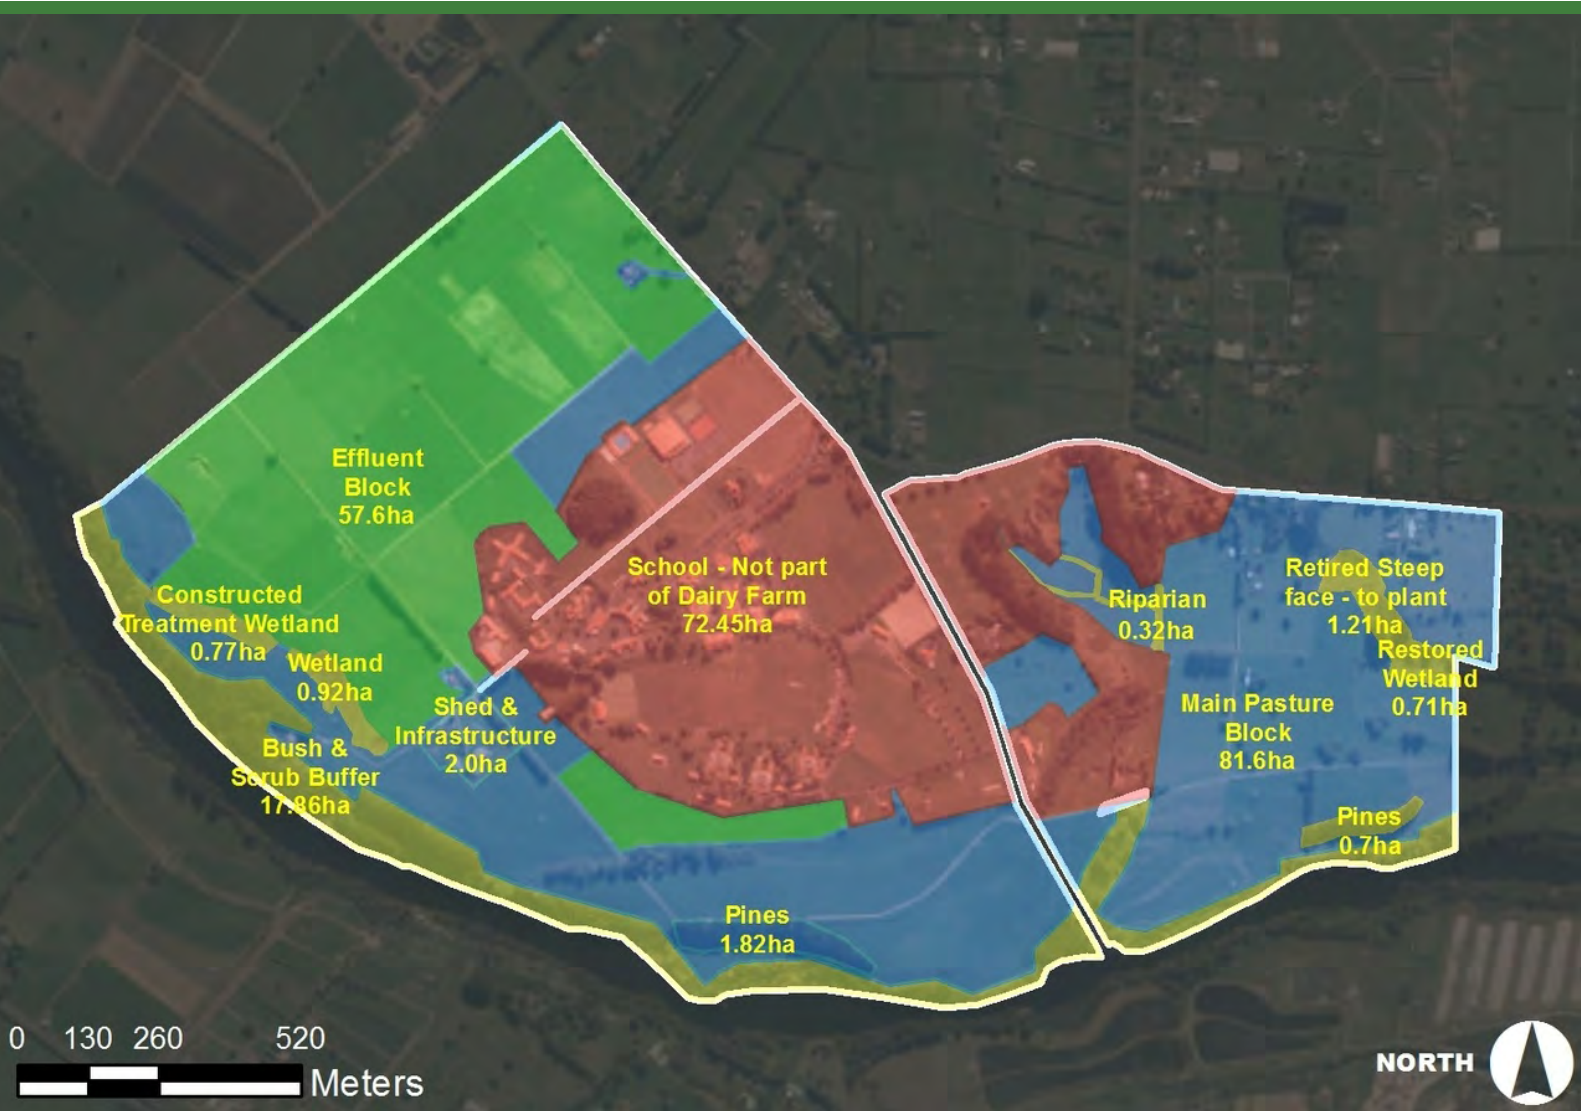 Effluent
Block
57.6ha
School - Not part
of Dairy Farm
72.45ha
Constructed
Treatment Wetland
0.77ha
Wetland
0.92ha
Shed &
Infrastructure
2.0ha
Bush &
Scrub Buffer
17.86ha
Pines
1.82ha
Riparian
0.32ha
Retired Steep
face - to plant
1.21ha
Restored
Wetland
0.71ha
Main Pasture
Block
81.6ha
Pines
0.7ha
0 130 260 520
Meters
NORTH